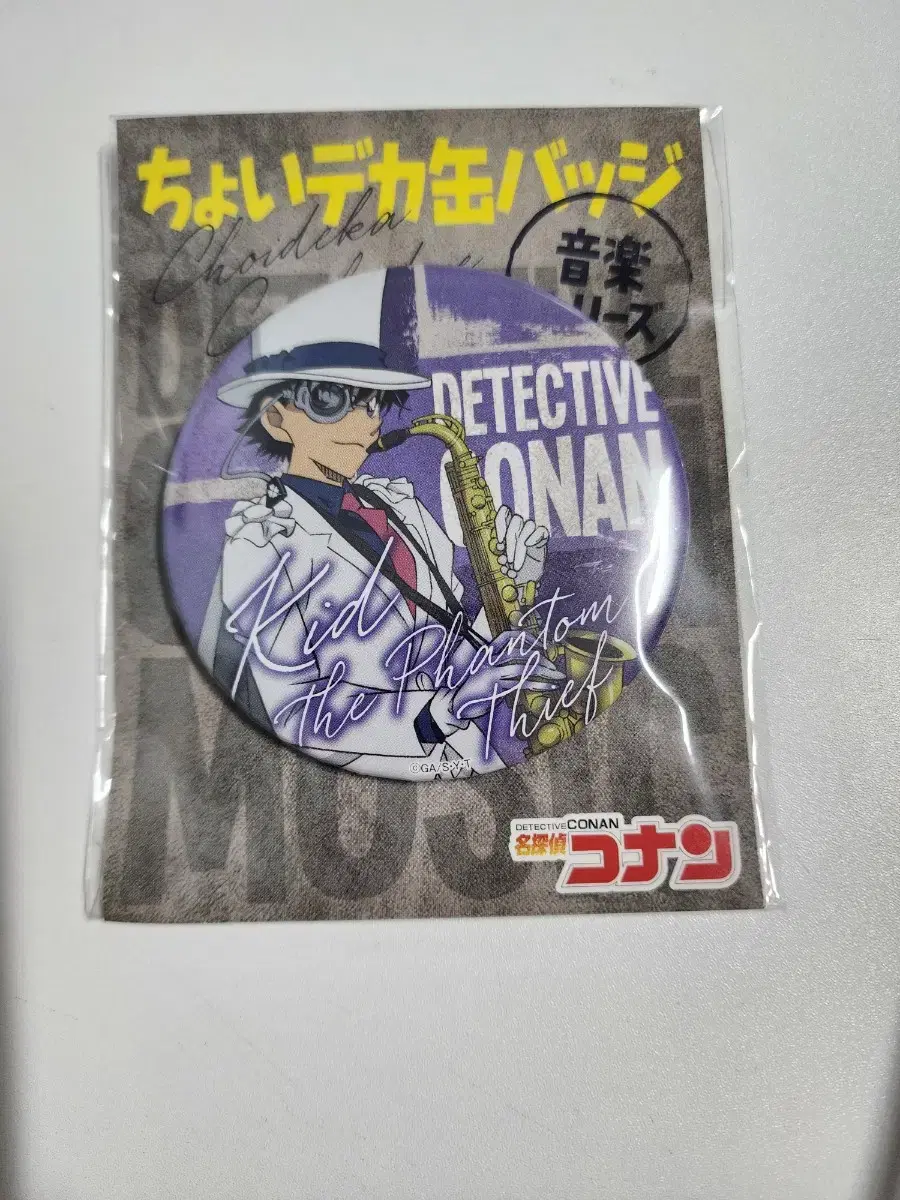 ちょいデカ缶バッジ
Choideka
音楽
リーズ
DETECTIVE
CONAN
Kid
the Phantom
Thief
©GA/S・Y・T
DETECTIVE CONAN
名探偵
コナン